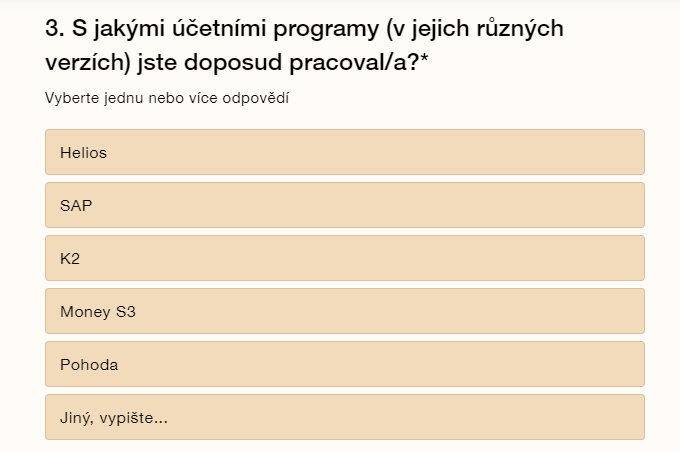 3. S jakými účetními programy (v jejich různých
verzích) jste doposud pracoval/a?*
Vyberte jednu nebo více odpovědí
Helios
SAP
K2
Money S3
Pohoda
Jiný, vypište...